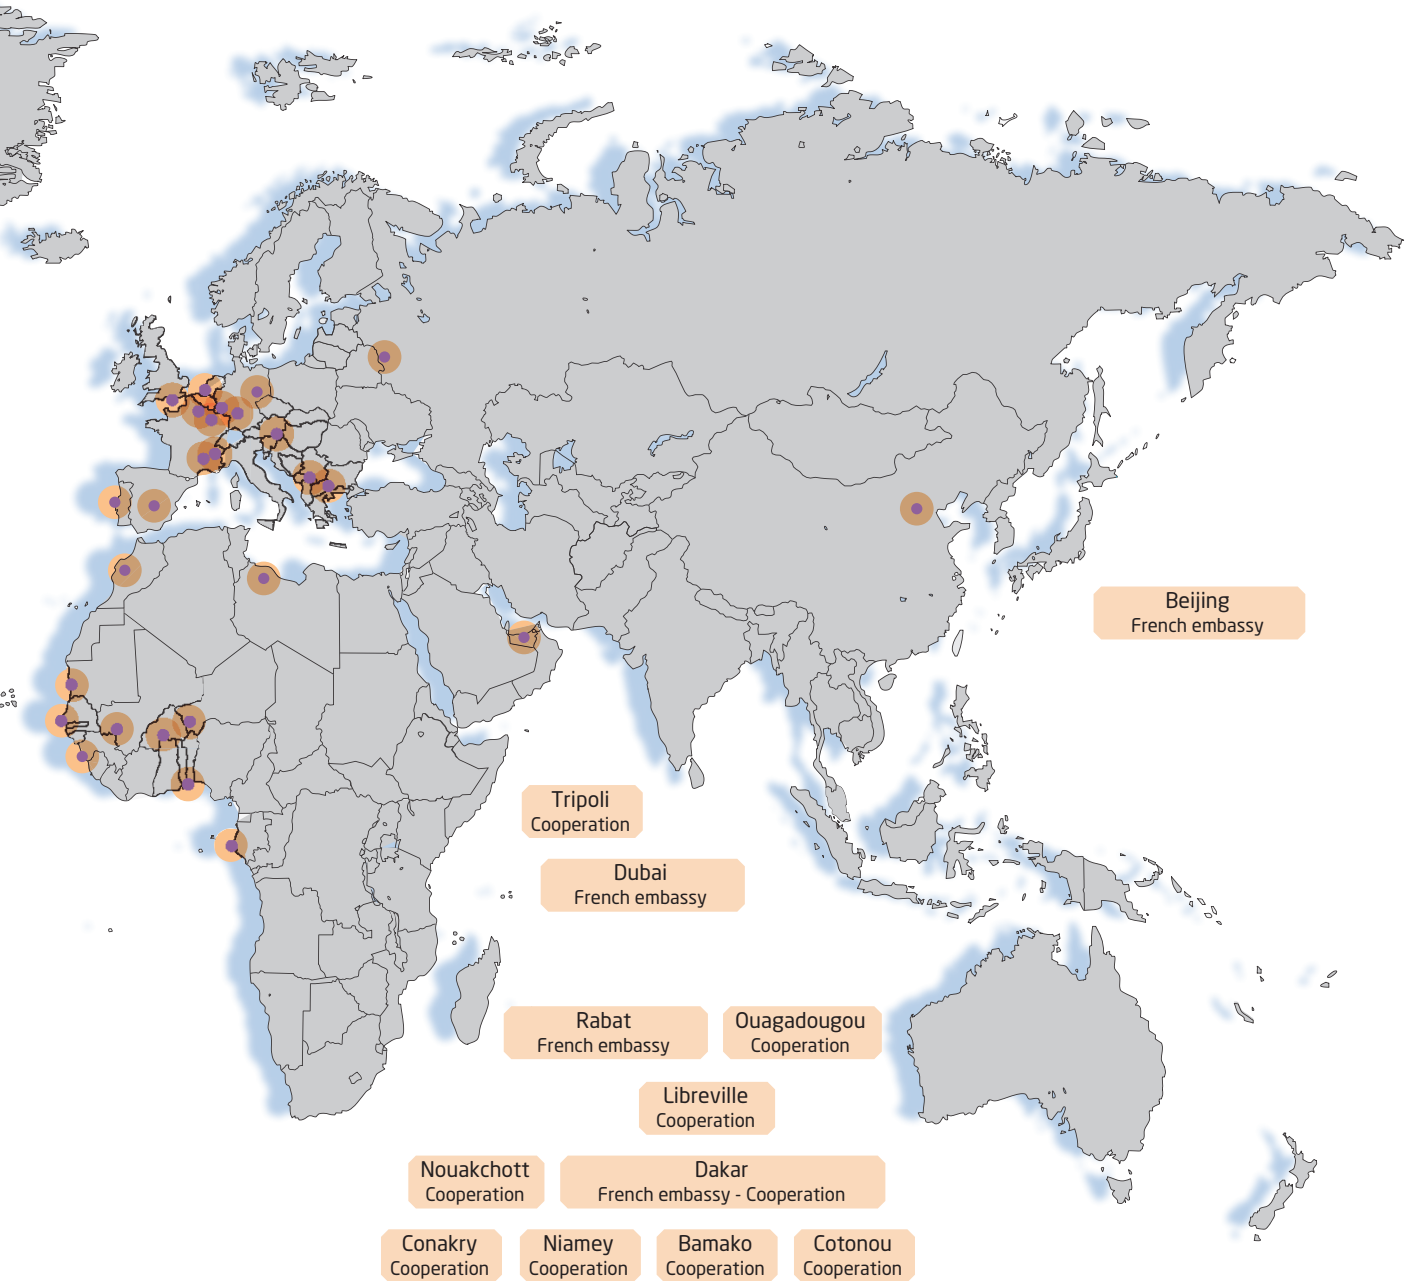 Beijing
French embassy
Tripoli
Cooperation
Dubai
French embassy
Rabat
French embassy
Ouagadougou
Cooperation
Libreville
Cooperation
Nouakchott
Cooperation
Dakar
French embassy - Cooperation
Conakry
Cooperation
Niamey
Cooperation
Bamako
Cooperation
Cotonou
Cooperation